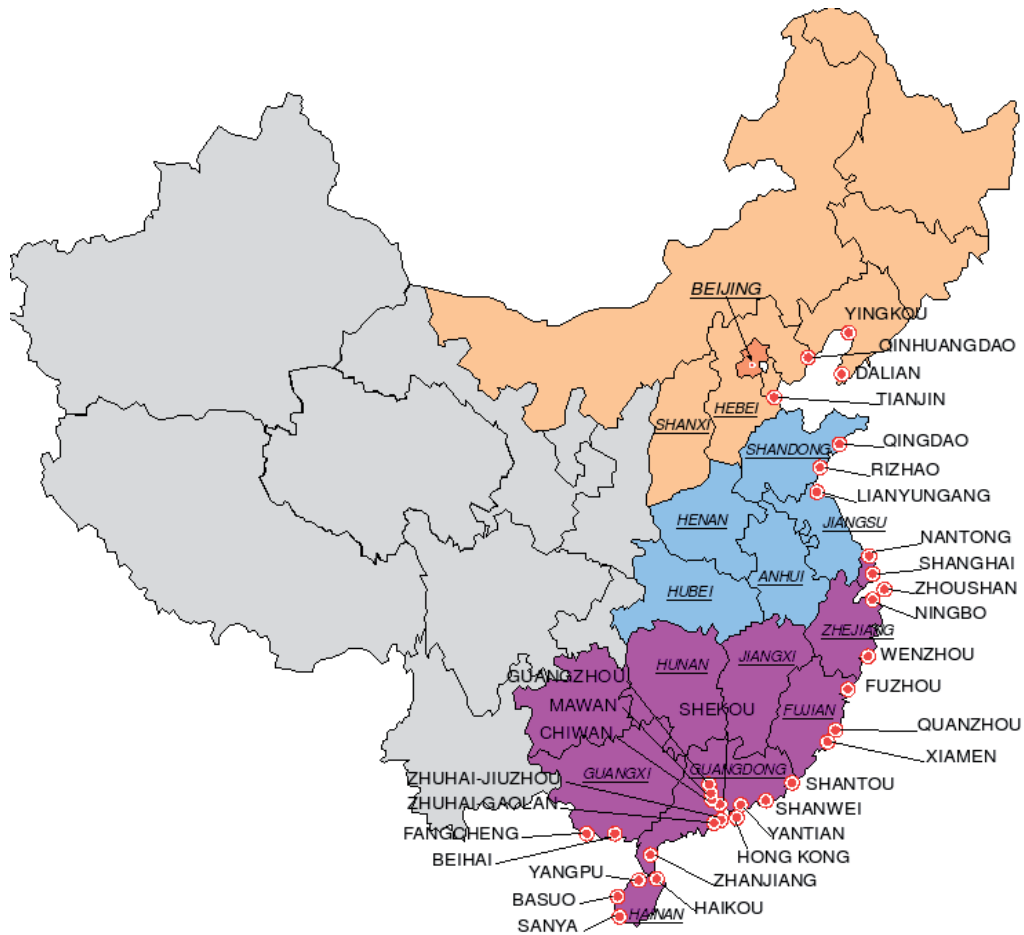 BEIJING
YINGKOU
QINHUANGDAO
DALIAN
TIANJIN
HEBEI
SHANXI
SHANDONG
QINGDAO
RIZHAO
LIANYUNGANG
HENAN
JIANGSU
NANTONG
SHANGHAI
ANHUI
HUBEI
ZHOUSHAN
NINGBO
ZHEJIANG
WENZHOU
HUNAN
JIANGXI
GUANGZHOU
FUZHOU
MAWAN
SHEKOU
FUJIAN
QUANZHOU
CHIWAN
XIAMEN
GUANGXI
GUANGDONG
ZHUHAI-JIUZHOU
SHANTOU
ZHUHAI-GAOLAN
SHANWEI
FANGCHENG
YANTIAN
BEIHAI
HONG KONG
YANGPU
ZHANJIANG
BASUO
HAIKOU
HAINAN
SANYA